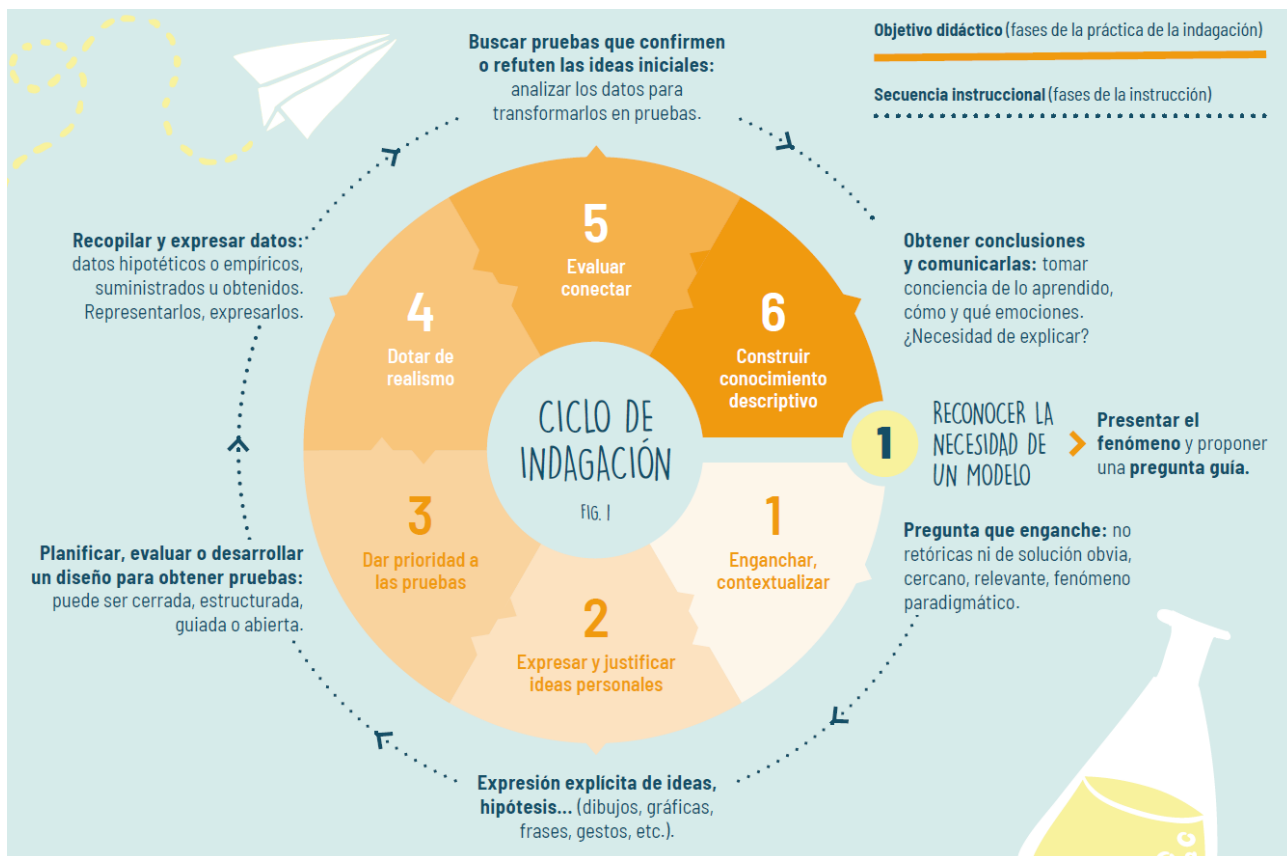 Buscar pruebas que confirmen
o refuten las ideas iniciales:
analizar los datos para
transformarlos en pruebas.
Objetivo didáctico (fases de la práctica de la indagación)
Secuencia instruccional (fases de la instrucción)
Recopilar y expresar datos:
datos hipotéticos o empíricos,
suministrados u obtenidos.
Representarlos, expresarlos.
5
Evaluar
conectar
Obtener conclusiones
y comunicarlas: tomar
conciencia de lo aprendido,
cómo y qué emociones.
¿Necesidad de explicar?
4
Dotar de
realismo
6
Construir
conocimiento
descriptivo
CICLO DE
INDAGACIÓN
FIG. 1
1
RECONOCER LA
NECESIDAD DE
UN MODELO
Presentar el
fenómeno y proponer
una pregunta guía.
3
Dar prioridad a
las pruebas
1
Enganchar,
contextualizar
Pregunta que enganche: no
retóricas ni de solución obvia,
cercano, relevante, fenómeno
paradigmático.
Planificar, evaluar o desarrollar
un diseño para obtener pruebas:
puede ser cerrada, estructurada,
guiada o abierta.
2
Expresar y justificar
ideas personales
Expresión explícita de ideas,
hipótesis... (dibujos, gráficas,
frases, gestos, etc.).